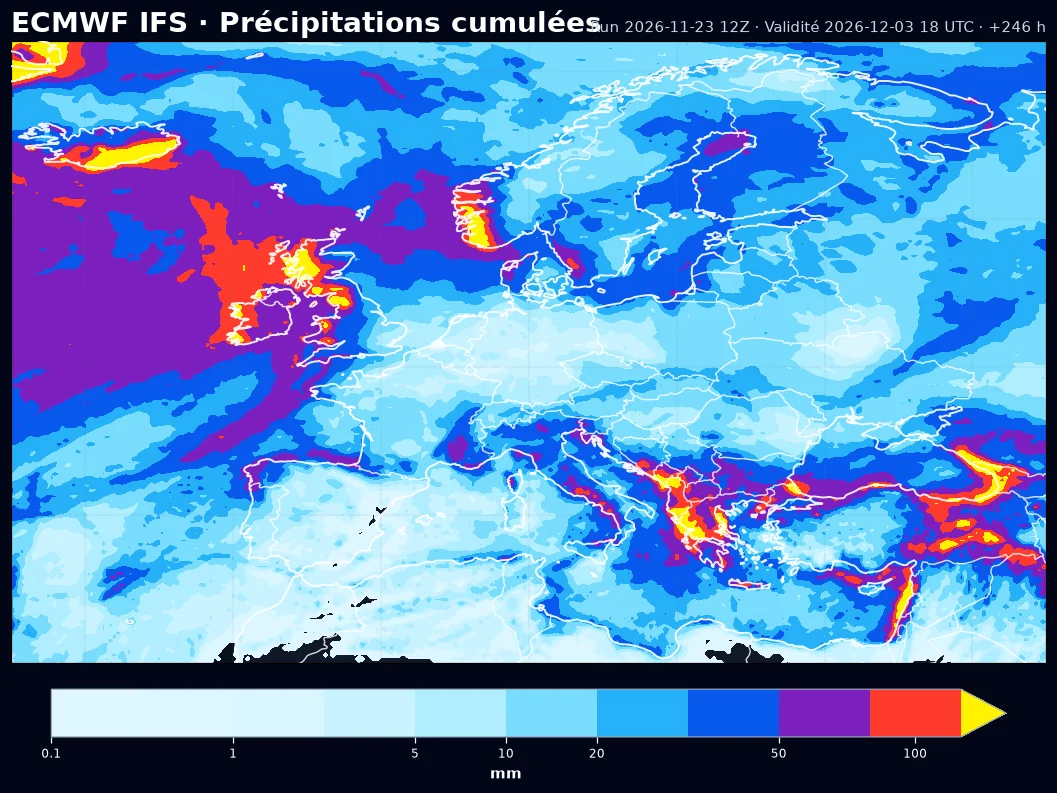 ECMWF IFS · Précipitations cumulées
Run 2026-11-23 12Z · Validité 2026-12-03 18 UTC · +246 h
0.1 1 5 10 20 50 100
mm